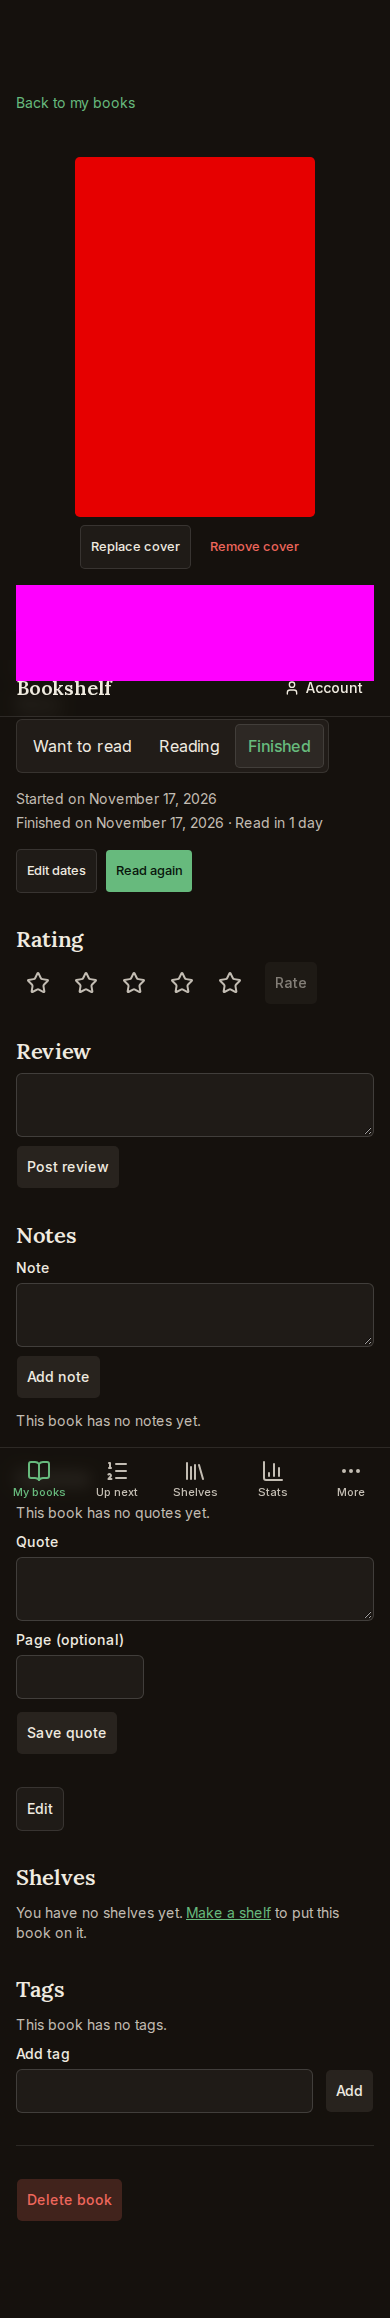 Back to my books
Replace cover
Remove cover
Bookshelf
Account
Want to read
Reading
Finished
Started on November 17, 2026
Finished on November 17, 2026 · Read in 1 day
Edit dates
Read again
Rating
Rate
Review
Post review
Notes
Note
Add note
This book has no notes yet.
My books
Up next
Shelves
Stats
More
This book has no quotes yet.
Quote
Page (optional)
Save quote
Edit
Shelves
You have no shelves yet. Make a shelf to put this
book on it.
Tags
This book has no tags.
Add tag
Add
Delete book